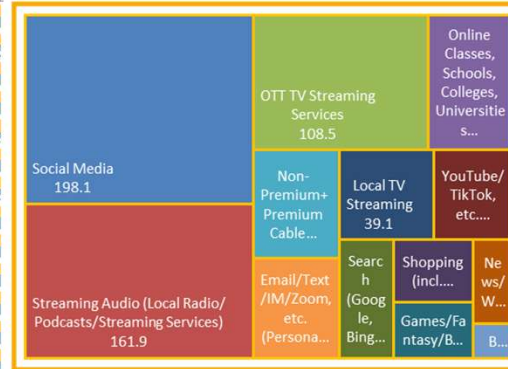 Social Media
198.1
Streaming Audio (Local Radio/
Podcasts/Streaming Services)
161.9
OTT TV Streaming
Services
108.5
Online
Classes,
Schools,
Colleges,
Universitie
s...
Non-
Premium+
Premium
Cable...
Local TV
Streaming
39.1
YouTube/
TikTok,
etc....
Email/Text
/IM/Zoom,
etc.
(Persona...
Searc
h
(Goog
le,
Bing...
Shopping
(incl....
Games/Fa
ntasy/B...
Ne
ws/
W...
B...